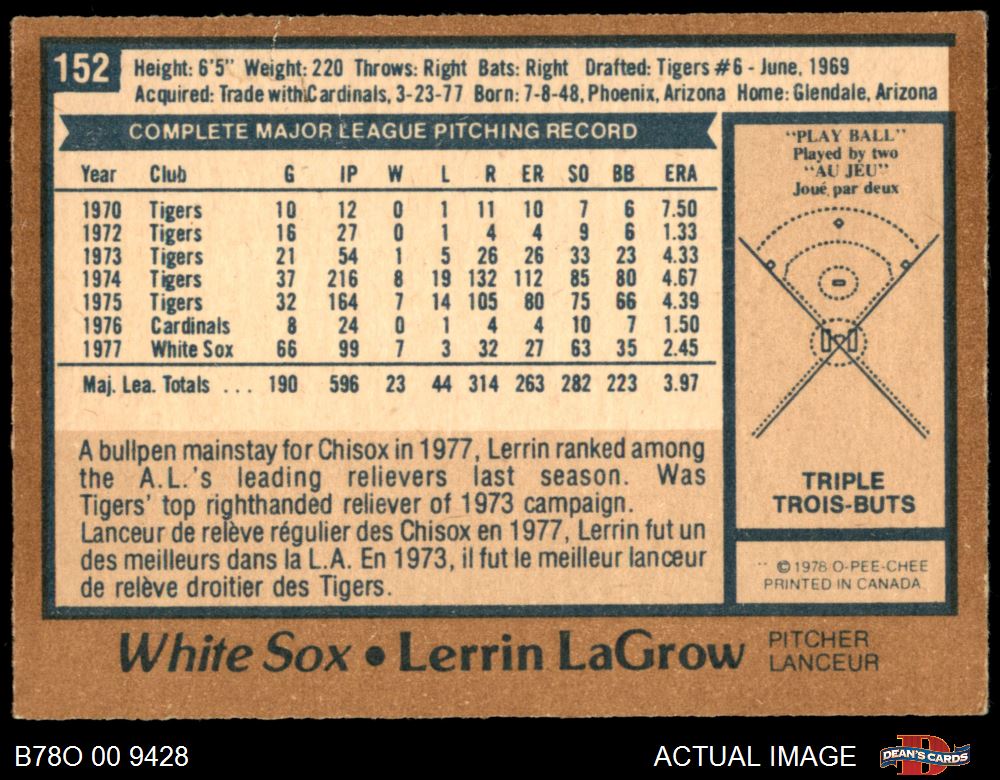 152
Height: 6'5" Weight: 220 Throws: Right Bats: Right Drafted: Tigers #6 - June, 1969
Acquired: Trade with Cardinals, 3-23-77 Born: 7-8-48, Phoenix, Arizona Home: Glendale, Arizona
COMPLETE MAJOR LEAGUE PITCHING RECORD
Year Club G IP W L R ER SO BB ERA
1970 Tigers 10 12 0 1 11 10 7 6 7.50
1972 Tigers 16 27 0 1 4 4 9 6 1.33
1973 Tigers 21 54 1 5 26 26 33 23 4.33
1974 Tigers 37 216 8 19 132 112 85 80 4.67
1975 Tigers 32 164 7 14 105 80 75 66 4.39
1976 Cardinals 8 24 0 1 4 4 10 7 1.50
1977 White Sox 66 99 7 3 32 27 63 35 2.45
Maj. Lea. Totals ... 190 596 23 44 314 263 282 223 3.97
A bullpen mainstay for Chisox in 1977, Lerrin ranked among
the A.L.'s leading relievers last season. Was
Tigers' top righthanded reliever of 1973 campaign.
Lanceur de relève régulier des Chisox en 1977, Lerrin fut un
des meilleurs dans la L.A. En 1973, il fut le meilleur lanceur
de relève droitier des Tigers.
"PLAY BALL"
Played by two
"AU JEU"
Joué par deux
TRIPLE
TROIS-BUTS
© 1978 O-PEE-CHEE
PRINTED IN CANADA
White Sox • Lerrin LaGrow
PITCHER
LANCEUR
B78O 00 9428
ACTUAL IMAGE
DEAN'S CARDS